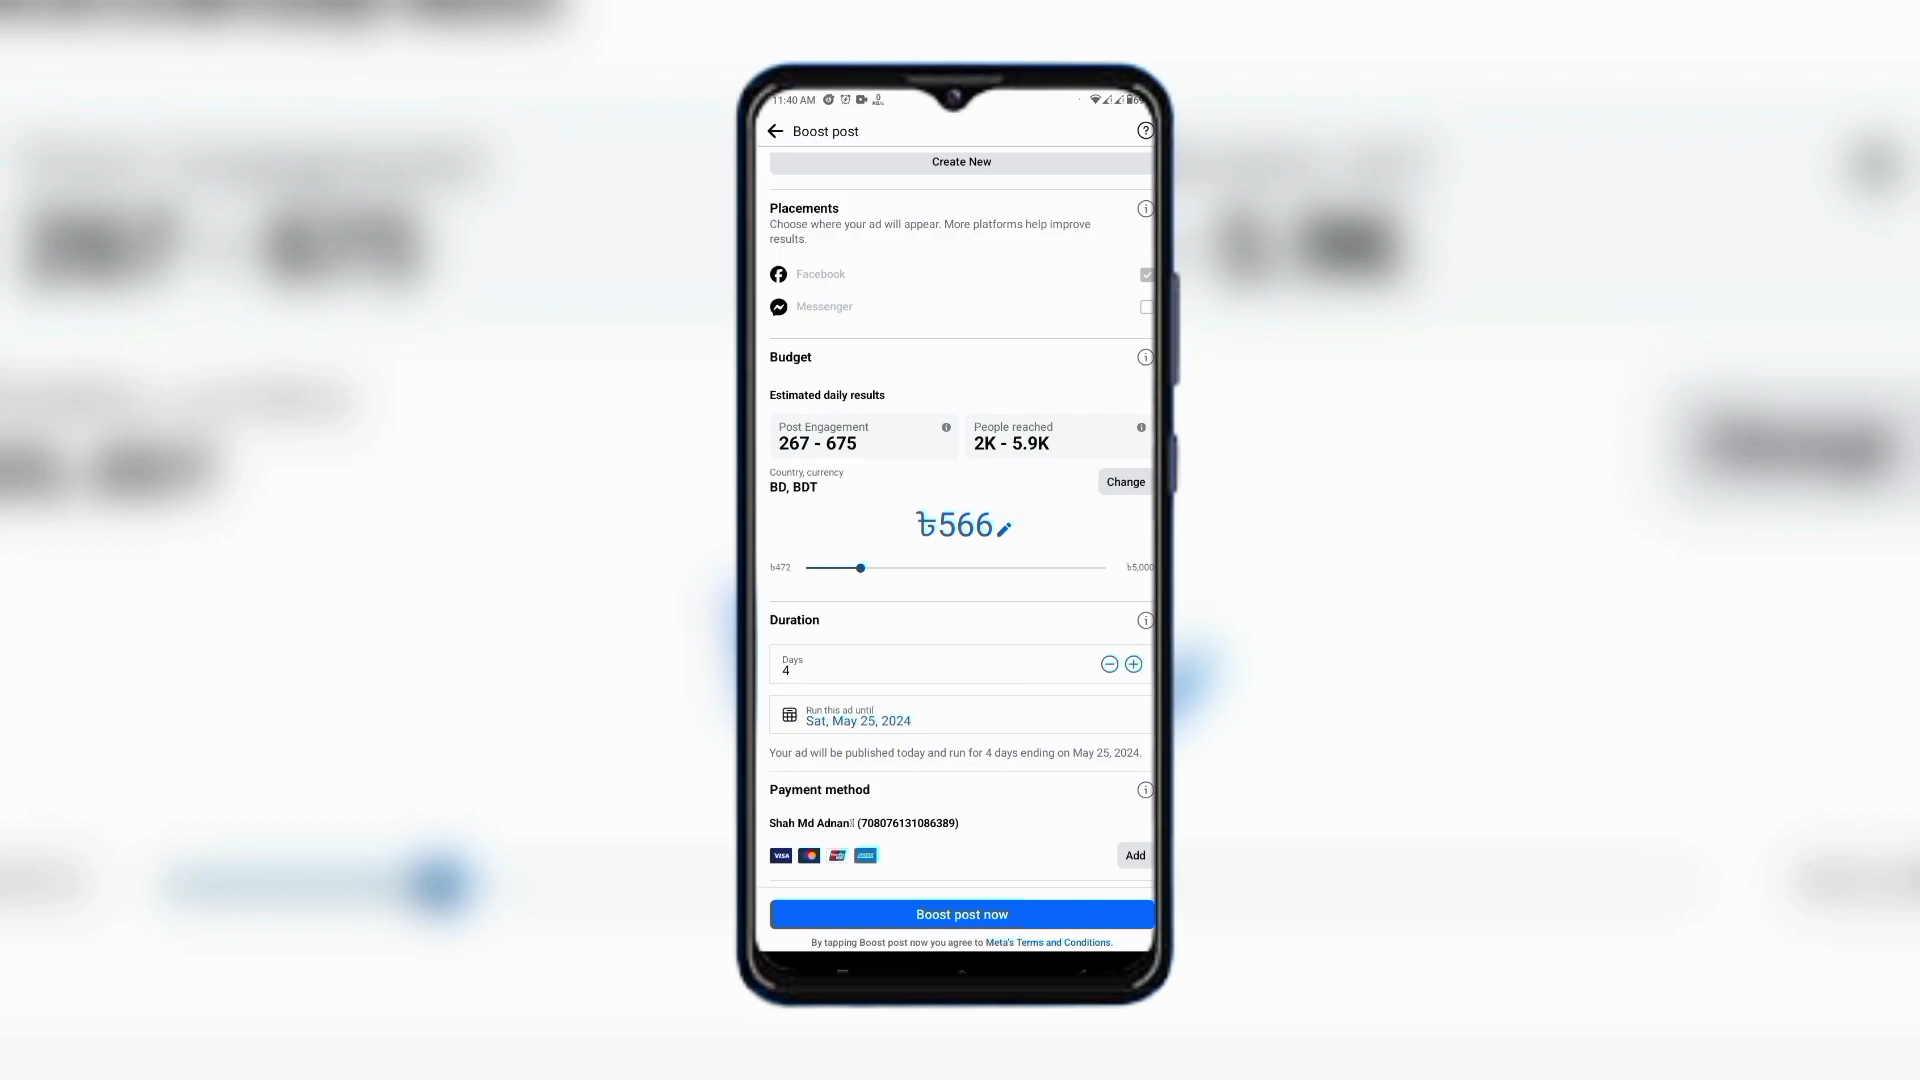 11:40 AM
Boost post
Create New
Placements
Choose where your ad will appear. More platforms help improve
results.
Facebook
Messenger
Budget
Estimated daily results
Post Engagement
267 - 675
People reached
2K - 5.9K
Country, currency
BD, BDT
Change
৳566
৳472
৳5,000
Duration
Days
4
Run this ad until
Sat, May 25, 2024
Your ad will be published today and run for 4 days ending on May 25, 2024.
Payment method
Shah Md Adnan (708076131086389)
VISA
Add
Boost post now
By tapping Boost post now you agree to Meta's Terms and Conditions.